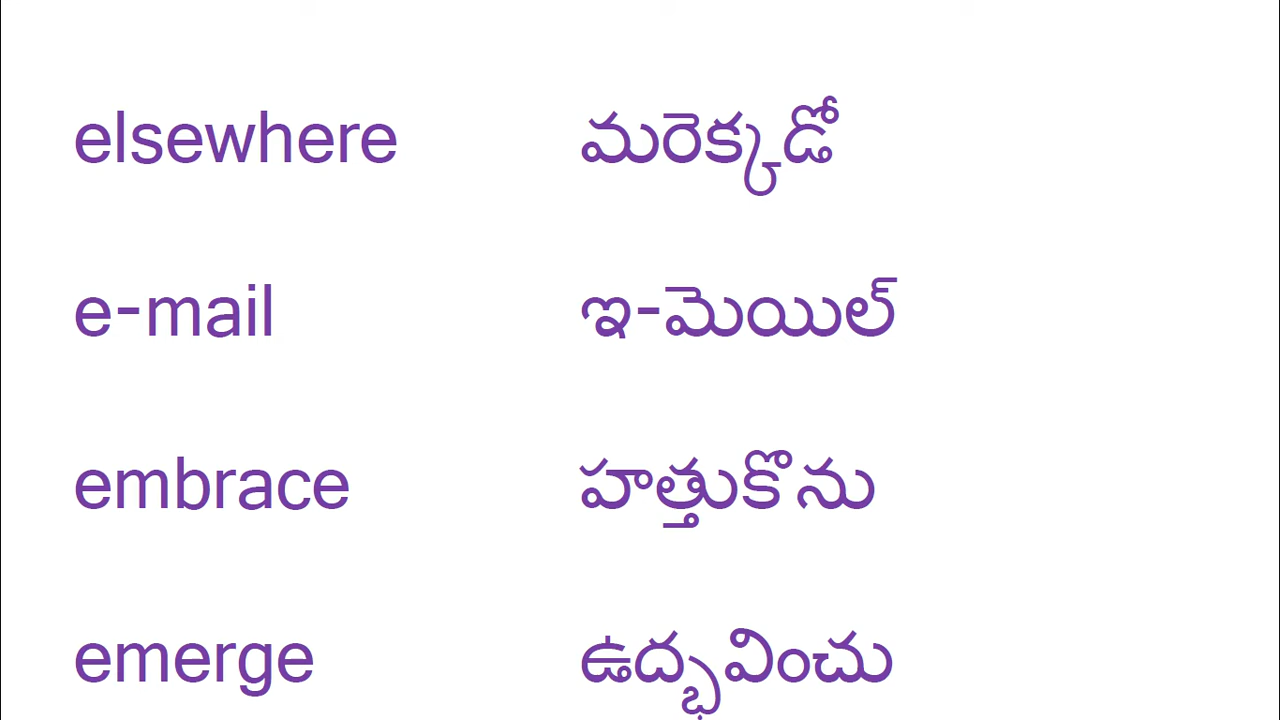 elsewhere మరెక్కడో
e-mail ఇ-మెయిల్
embrace హత్తుకొను
emerge ఉద్భవించు